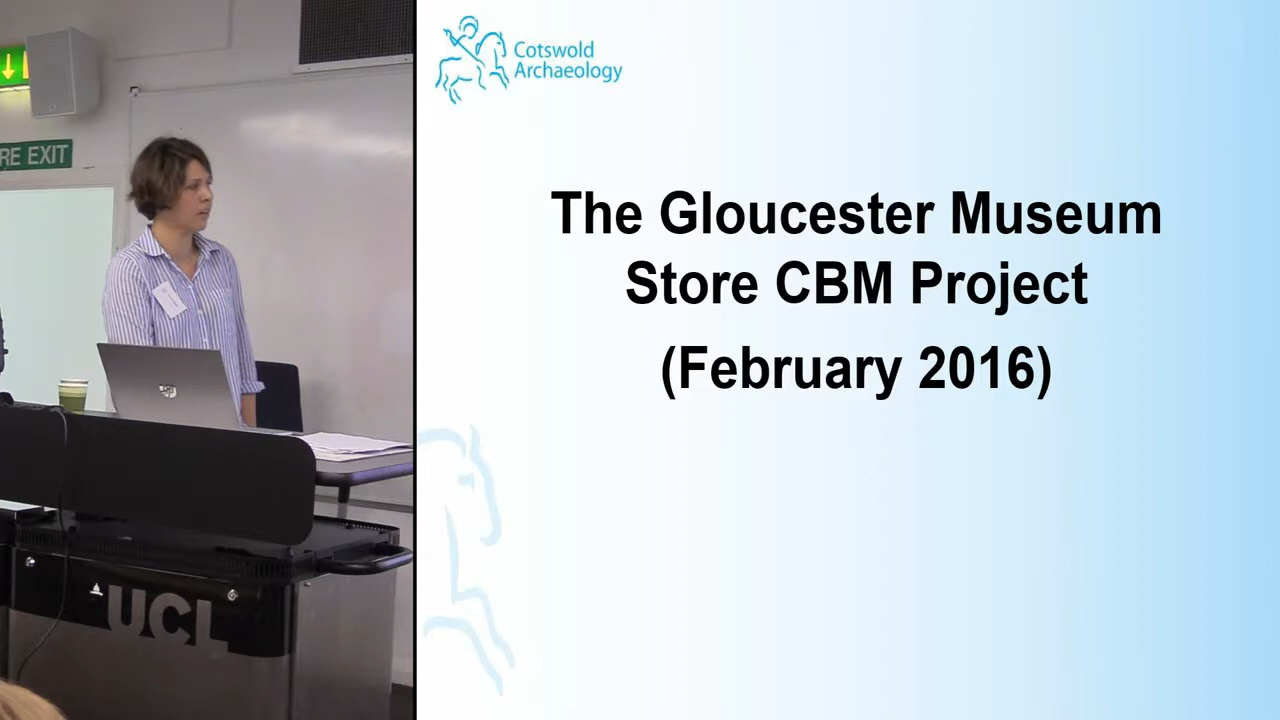 RE EXIT
UCL
Cotswold
Archaeology
The Gloucester Museum
Store CBM Project
(February 2016)